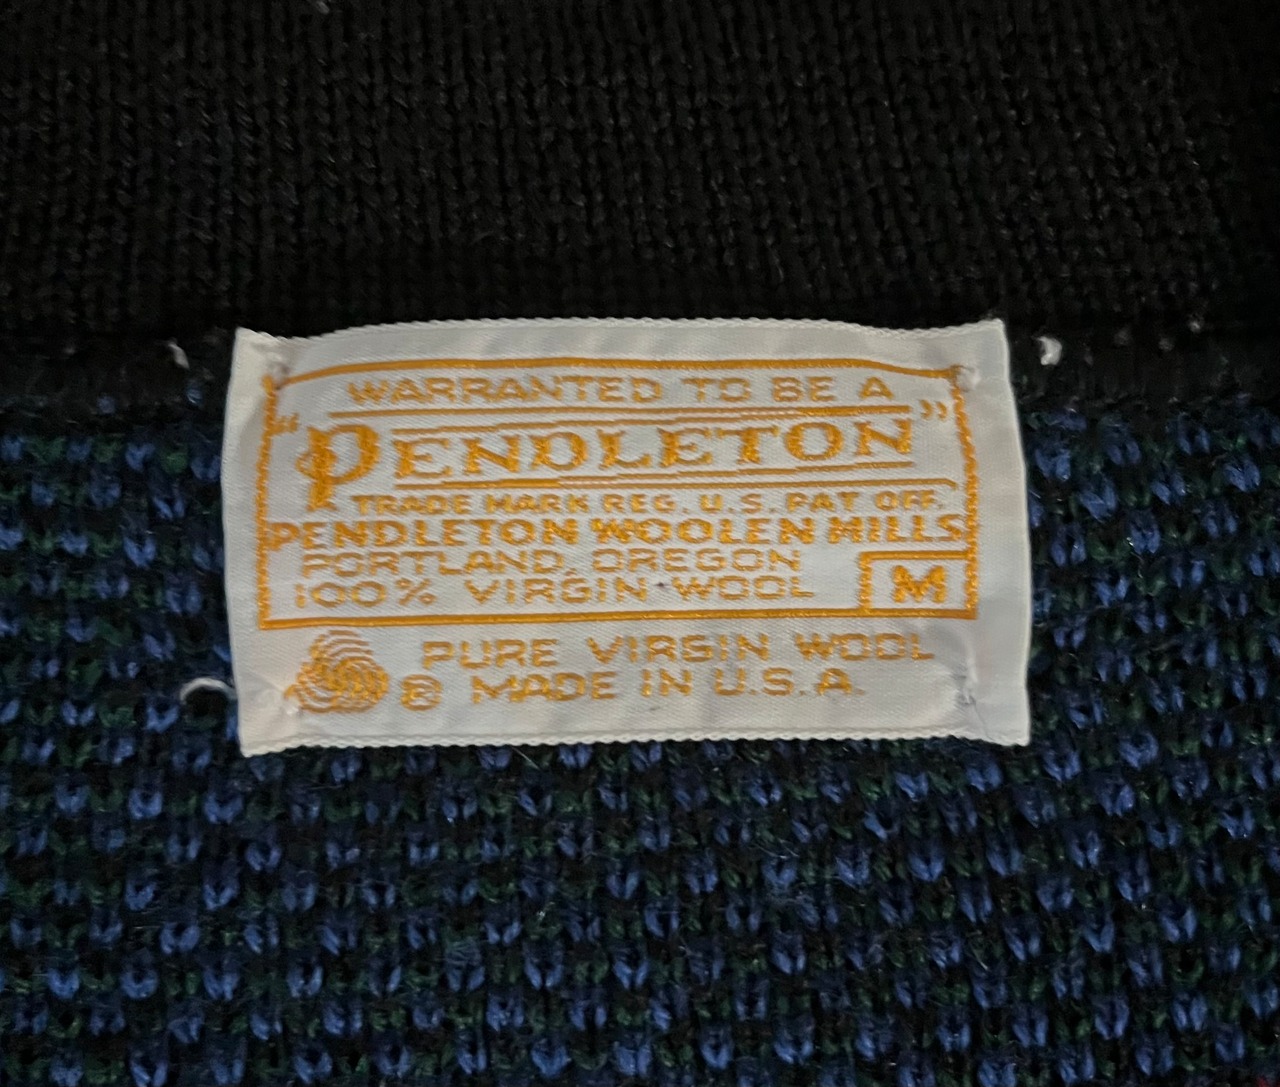 WARRANTED TO BE A
"PENDLETON"
TRADE MARK REG. U.S. PAT. OFF.
PENDLETON WOOLEN MILLS
PORTLAND, OREGON
100% VIRGIN WOOL
M
PURE VIRGIN WOOL
® MADE IN U.S.A.